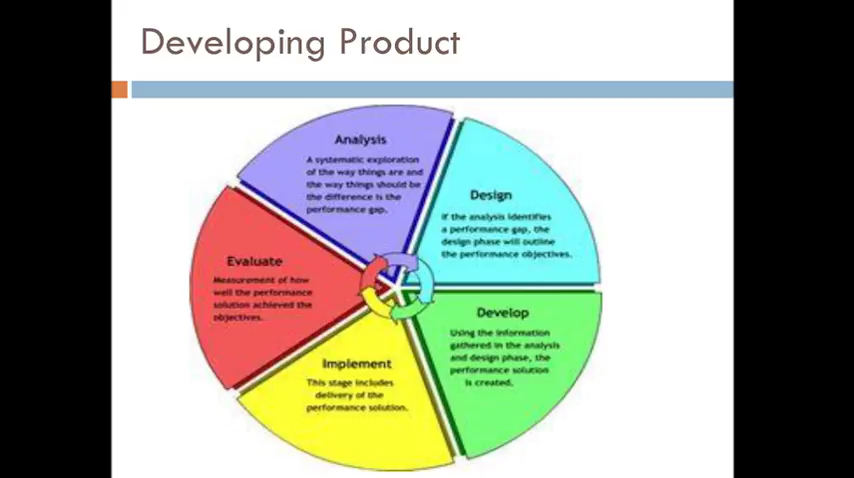 Developing Product
Analysis
A systematic exploration
of the way things are and
the way things should be
the difference is the
performance gap.
Design
If the analysis identifies
a performance gap, the
design phase will outline
the performance objectives.
Develop
Using the information
gathered in the analysis
and design phase, the
performance solution
is created.
Implement
This stage includes
delivery of the
performance solution.
Evaluate
Measurement of how
well the performance
solution achieved the
objectives.